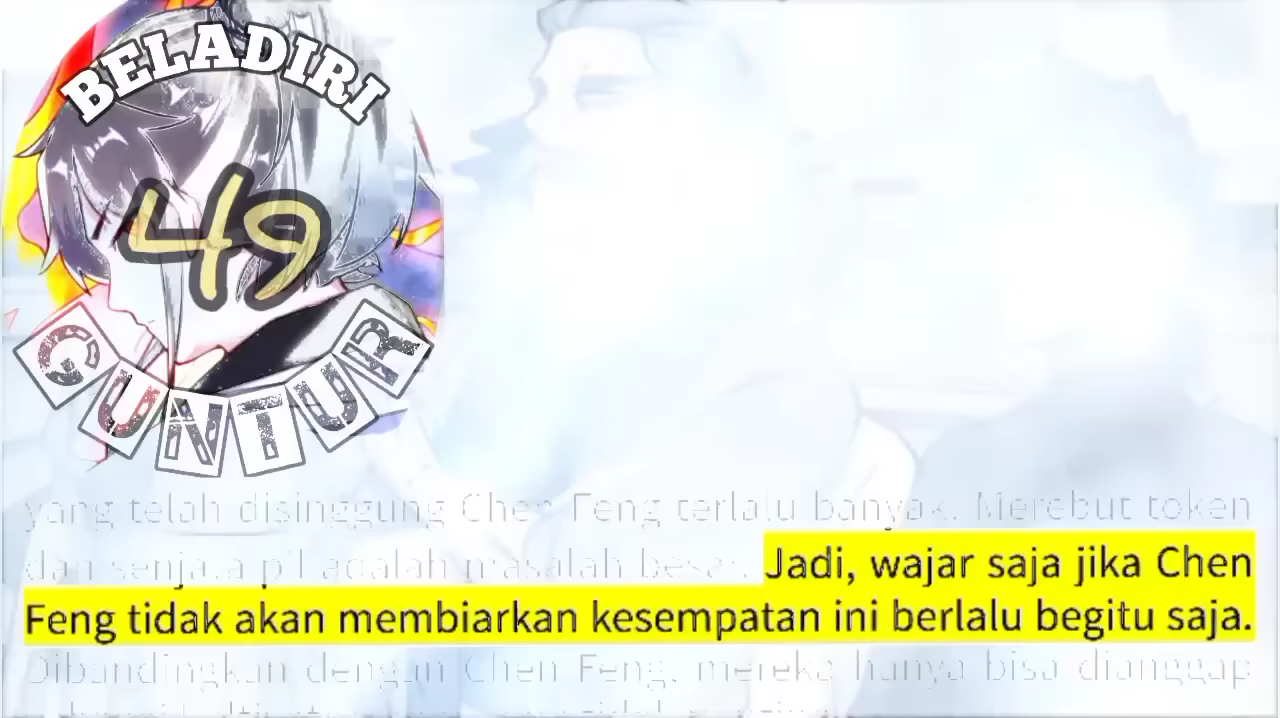 BELADIRI
49
GUNTUR
yang telah disinggung Chen Feng terlalu banyak. Merebut token
dan senjata pil adalah masalah besar. Jadi, wajar saja jika Chen
Feng tidak akan membiarkan kesempatan ini berlalu begitu saja.
Dibandingkan dengan Chen Feng, mereka hanya bisa dianggap